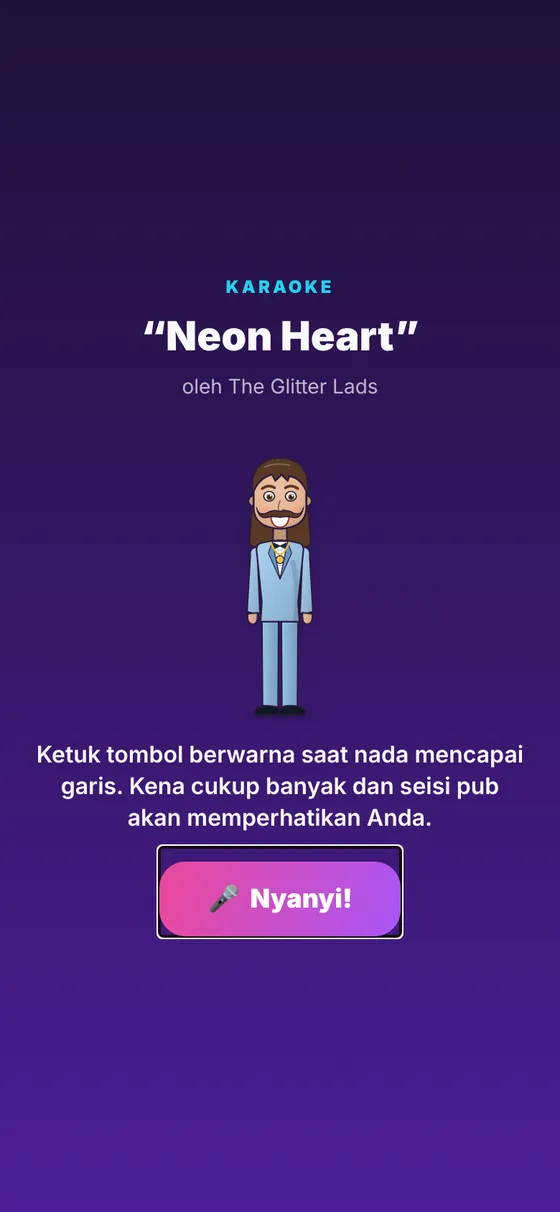 KARAOKE
“Neon Heart”
oleh The Glitter Lads
Ketuk tombol berwarna saat nada mencapai
garis. Kena cukup banyak dan seisi pub
akan memperhatikan Anda.
🎤 Nyanyi!